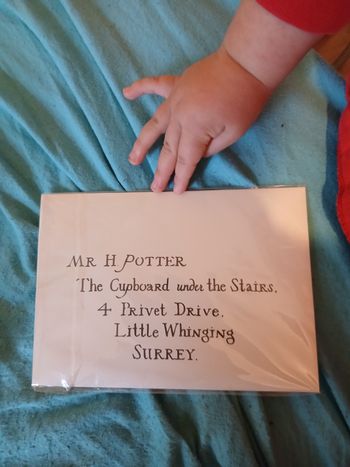 MR H POTTER
The Cupboard under the Stairs,
4 Privet Drive,
Little Whinging
SURREY.